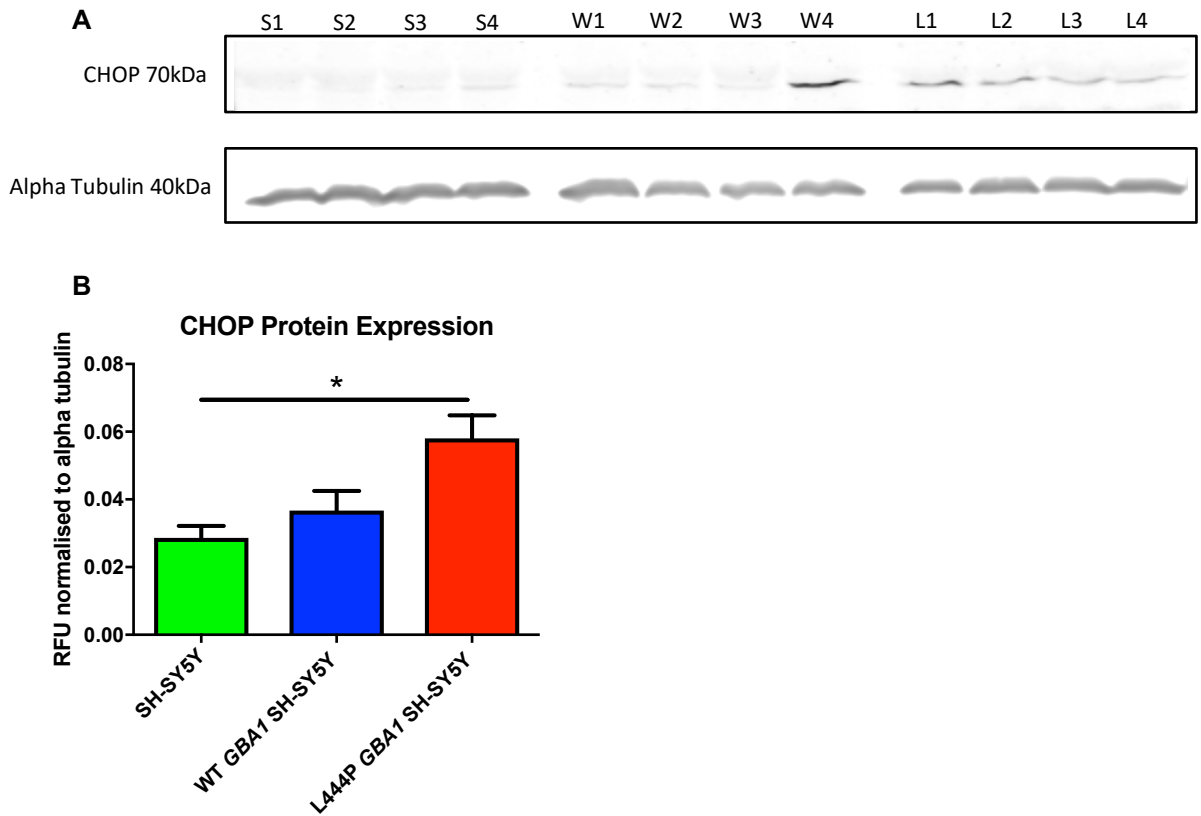 A
S1 S2 S3 S4 W1 W2 W3 W4 L1 L2 L3 L4
CHOP 70kDa
Alpha Tubulin 40kDa
B
CHOP Protein Expression
RFU normalised to alpha tubulin
0.08
0.06
0.04
0.02
0.00
*
SH-SY5Y
WT GBA1 SH-SY5Y
L444P GBA1 SH-SY5Y